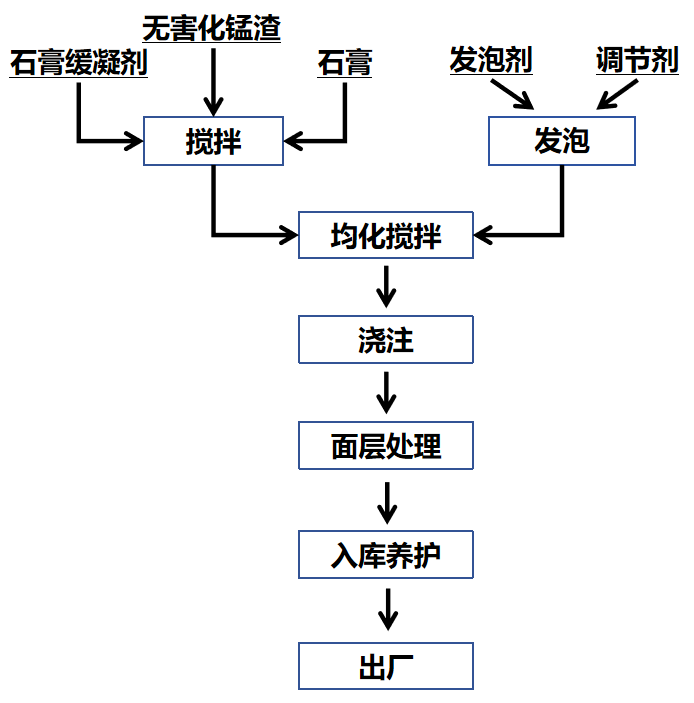 无害化锰渣
石膏缓凝剂
石膏
发泡剂
调节剂
搅拌
发泡
均化搅拌
浇注
面层处理
入库养护
出厂